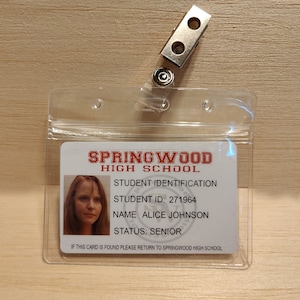 SPRINGWOOD
HIGH SCHOOL
STUDENT IDENTIFICATION
STUDENT ID: 271964
NAME ALICE JOHNSON
STATUS: SENIOR
IF THIS CARD IS FOUND PLEASE RETURN TO SPRINGWOOD HIGH SCHOOL